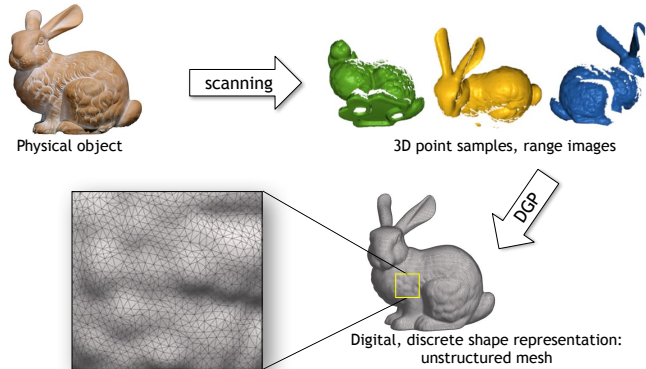 scanning
Physical object
3D point samples, range images
DGP
Digital, discrete shape representation:
unstructured mesh